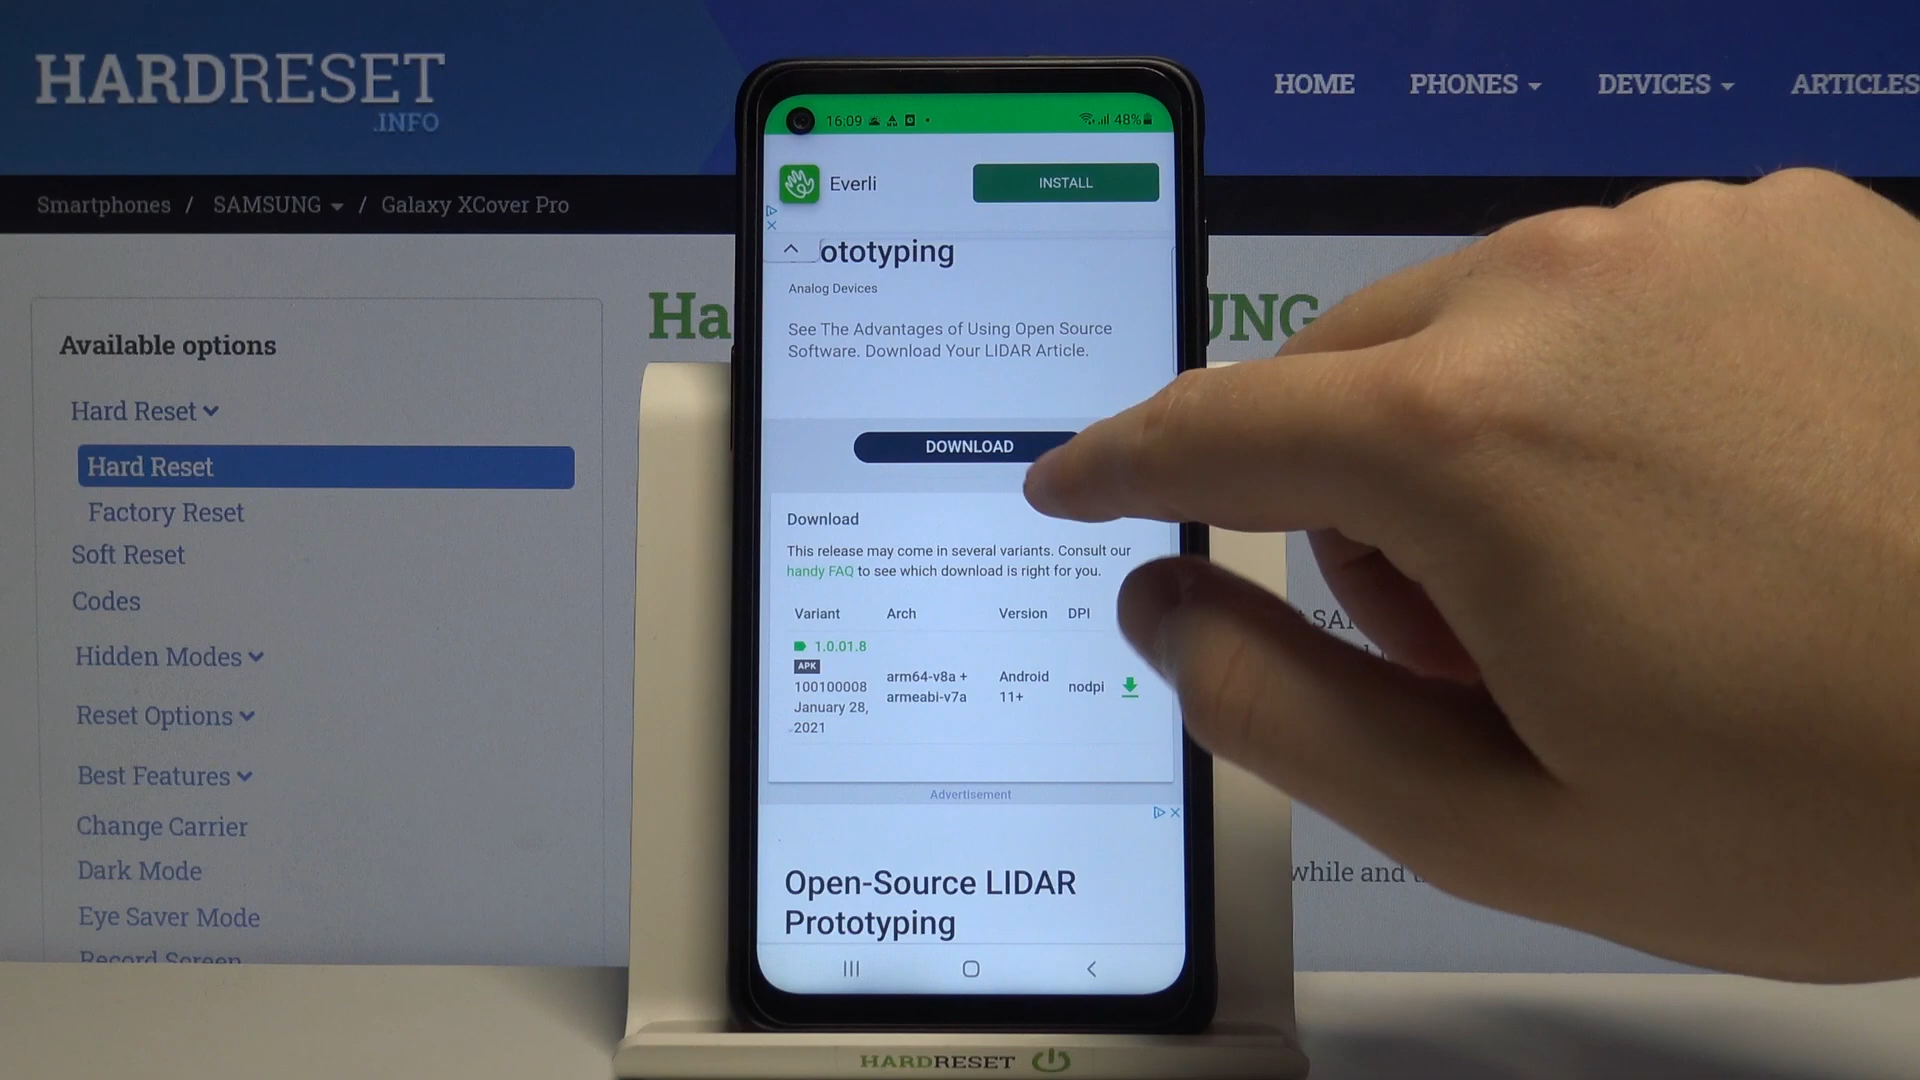 HARDRESET
.INFO
HOME PHONES DEVICES ARTICLES
Smartphones / SAMSUNG / Galaxy XCover Pro
Available options
Hard Reset
Hard Reset
Factory Reset
Soft Reset
Codes
Hidden Modes
Reset Options
Best Features
Change Carrier
Dark Mode
Eye Saver Mode
Record Screen
Ha
UNG
SA
while and
16:09 48%
Everli
INSTALL
ototyping
Analog Devices
See The Advantages of Using Open Source
Software. Download Your LIDAR Article.
DOWNLOAD
Download
This release may come in several variants. Consult our
handy FAQ to see which download is right for you.
Variant Arch Version DPI
1.0.01.8
APK
100100008
January 28,
2021
arm64-v8a +
armeabi-v7a
Android
11+
nodpi
Advertisement
Open-Source LIDAR
Prototyping
HARDRESET